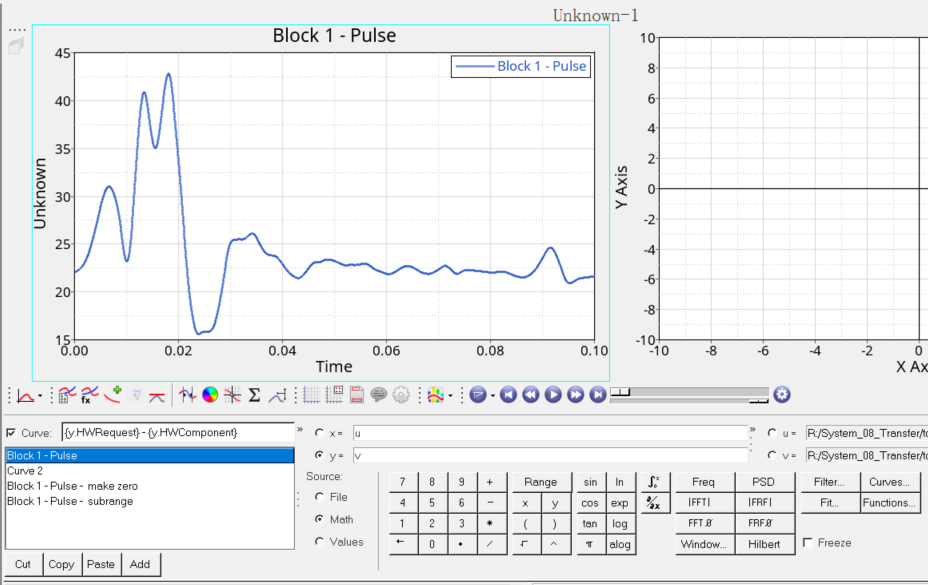 Unknown-1
Block 1 - Pulse
Block 1 - Pulse
45
40
35
30
25
20
15
Unknown
0.00 0.02 0.04 0.06 0.08 0.10
Time
10
8
6
4
2
0
-2
-4
-6
-8
-10
Y Axis
-10 -8 -6 -4 -2 0
X Ax
Curve: {y.HWRequest} - {y.HWComponent}
Block 1 - Pulse
Curve 2
Block 1 - Pulse - make zero
Block 1 - Pulse - subrange
Cut Copy Paste Add
x = u
y = v
u = R:/System_08_Transfer/to
v = R:/System_08_Transfer/to
Source:
File
Math
Values
7 8 9 + Range sin ln Freq PSD Filter... Curves...
4 5 6 - x y cos exp |FFT| |FRF| Fit... Functions...
1 2 3 * ( ) tan log FFT Ø FRF Ø
0 . / ^ π alog Window... Hilbert Freeze